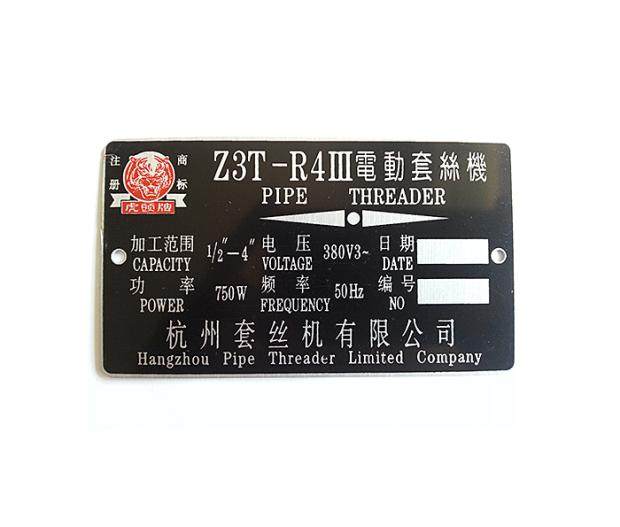 注册 商标
虎头牌
Z3T-R4Ⅲ電動套絲機
PIPE THREADER
加工范围 1/2"-4" 电压 380V3~ 日期
CAPACITY VOLTAGE DATE
功率 750W 频率 50Hz 编号
POWER FREQUENCY NO
杭州套丝机有限公司
Hangzhou Pipe Threader Limited Company